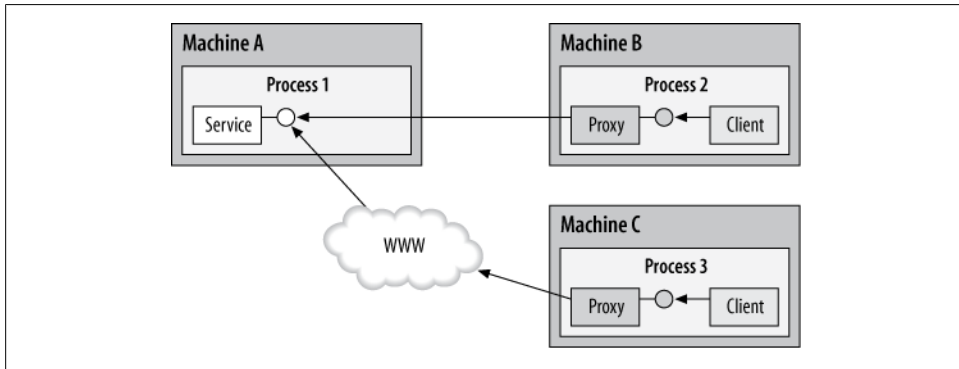 Machine A
Process 1
Service
Machine B
Process 2
Proxy
Client
WWW
Machine C
Process 3
Proxy
Client